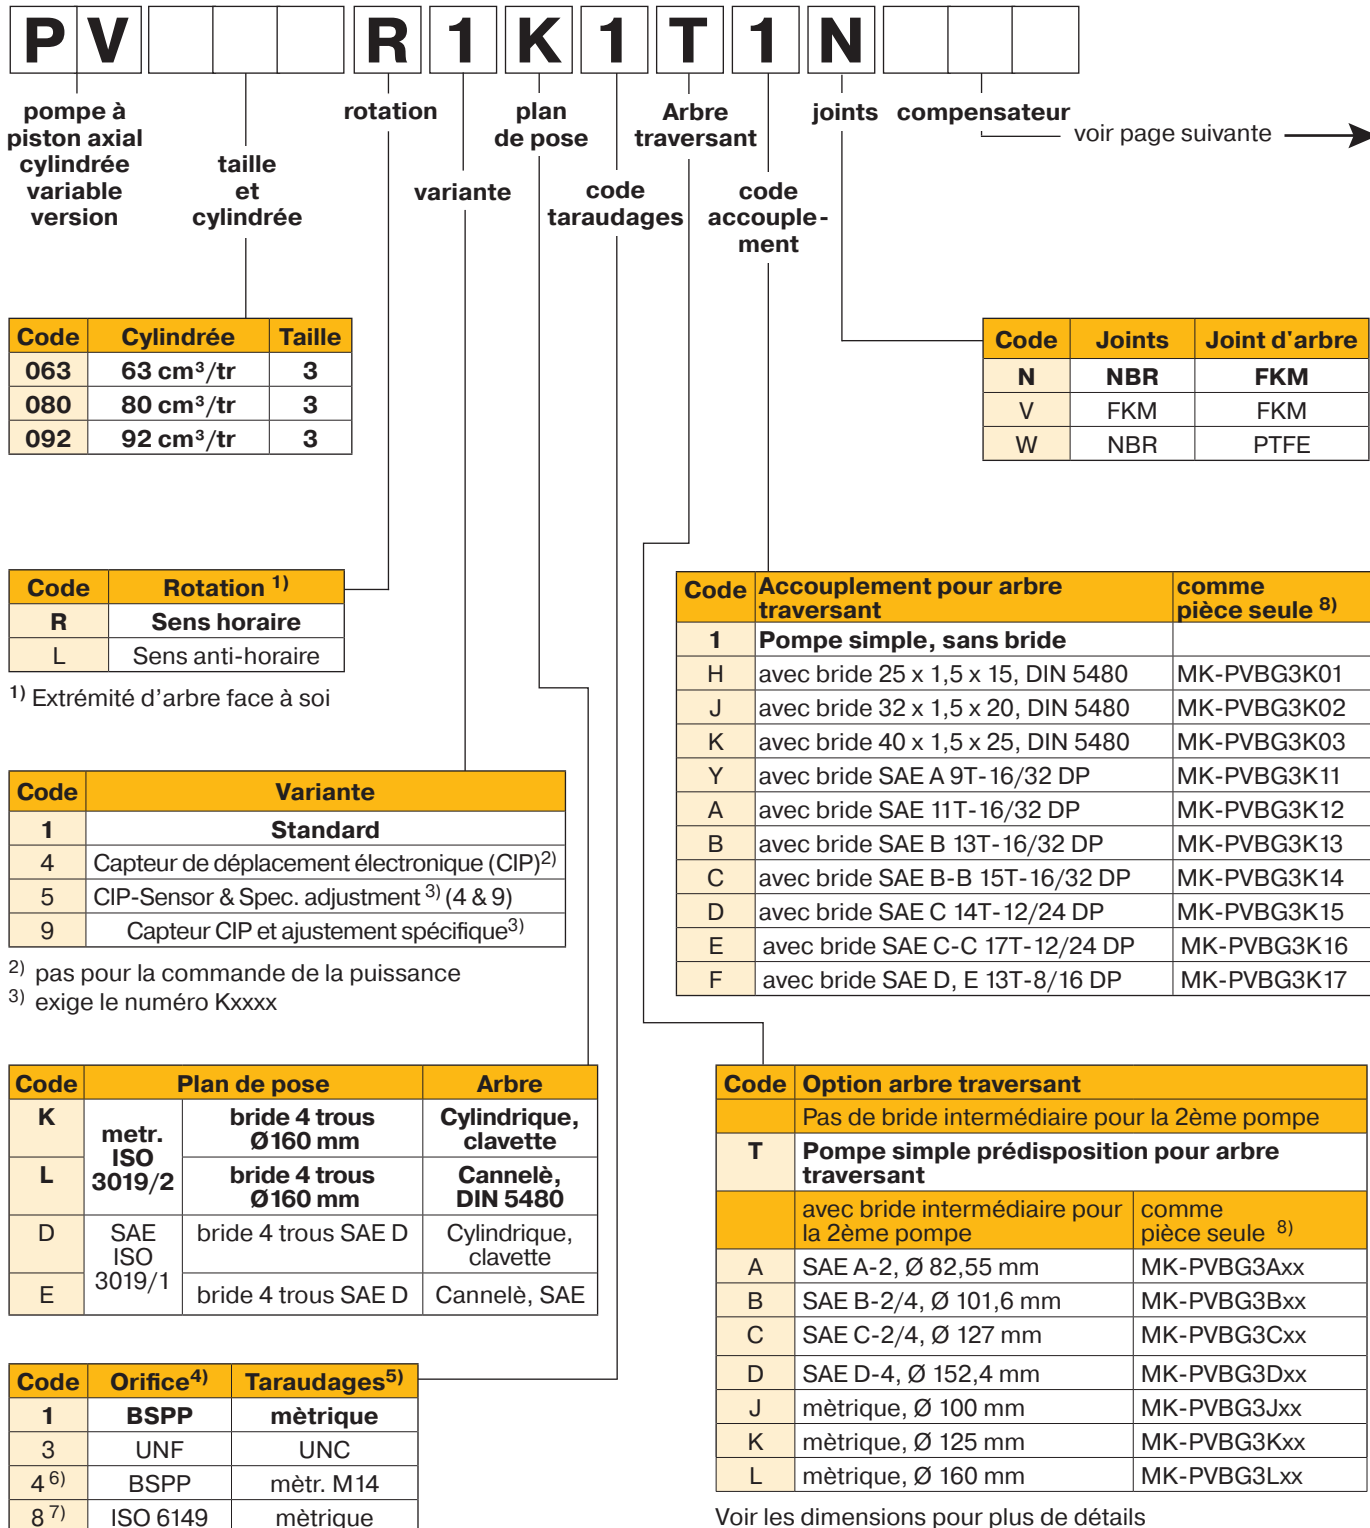 P V R 1 K 1 T 1 N
pompe à piston axial cylindrée variable version
taille et cylindrée
rotation
variante
plan de pose
code taraudages
Arbre traversant
code accouple-ment
joints
compensateur
voir page suivante
Code Cylindrée Taille
063 63 cm³/tr 3
080 80 cm³/tr 3
092 92 cm³/tr 3
Code Joints Joint d'arbre
N NBR FKM
V FKM FKM
W NBR PTFE
Code Rotation 1)
R Sens horaire
L Sens anti-horaire
1) Extrémité d'arbre face à soi
Code Variante
1 Standard
4 Capteur de déplacement électronique (CIP)2)
5 CIP-Sensor & Spec. adjustment 3) (4 & 9)
9 Capteur CIP et ajustement spécifique3)
2) pas pour la commande de la puissance
3) exige le numéro Kxxxx
Code Accouplement pour arbre traversant comme pièce seule 8)
1 Pompe simple, sans bride
H avec bride 25 x 1,5 x 15, DIN 5480 MK-PVBG3K01
J avec bride 32 x 1,5 x 20, DIN 5480 MK-PVBG3K02
K avec bride 40 x 1,5 x 25, DIN 5480 MK-PVBG3K03
Y avec bride SAE A 9T-16/32 DP MK-PVBG3K11
A avec bride SAE 11T-16/32 DP MK-PVBG3K12
B avec bride SAE B 13T-16/32 DP MK-PVBG3K13
C avec bride SAE B-B 15T-16/32 DP MK-PVBG3K14
D avec bride SAE C 14T-12/24 DP MK-PVBG3K15
E avec bride SAE C-C 17T-12/24 DP MK-PVBG3K16
F avec bride SAE D, E 13T-8/16 DP MK-PVBG3K17
Code Plan de pose Arbre
K metr. ISO 3019/2 bride 4 trous Ø160 mm Cylindrique, clavette
L bride 4 trous Ø160 mm Cannelè, DIN 5480
D SAE ISO 3019/1 bride 4 trous SAE D Cylindrique, clavette
E bride 4 trous SAE D Cannelè, SAE
Code Orifice4) Taraudages5)
1 BSPP mètrique
3 UNF UNC
4 6) BSPP mètr. M14
8 7) ISO 6149 mètrique
Code Option arbre traversant
Pas de bride intermédiaire pour la 2ème pompe
T Pompe simple prédisposition pour arbre traversant
avec bride intermédiaire pour la 2ème pompe comme pièce seule 8)
A SAE A-2, Ø 82,55 mm MK-PVBG3Axx
B SAE B-2/4, Ø 101,6 mm MK-PVBG3Bxx
C SAE C-2/4, Ø 127 mm MK-PVBG3Cxx
D SAE D-4, Ø 152,4 mm MK-PVBG3Dxx
J mètrique, Ø 100 mm MK-PVBG3Jxx
K mètrique, Ø 125 mm MK-PVBG3Kxx
L mètrique, Ø 160 mm MK-PVBG3Lxx
Voir les dimensions pour plus de détails